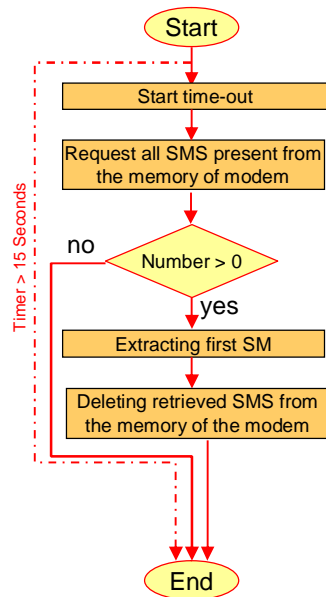 Start
Start time-out
Request all SMS present from
the memory of modem
Number > 0
no
yes
Timer > 15 Seconds
Extracting first SM
Deleting retrieved SMS from
the memory of the modem
End